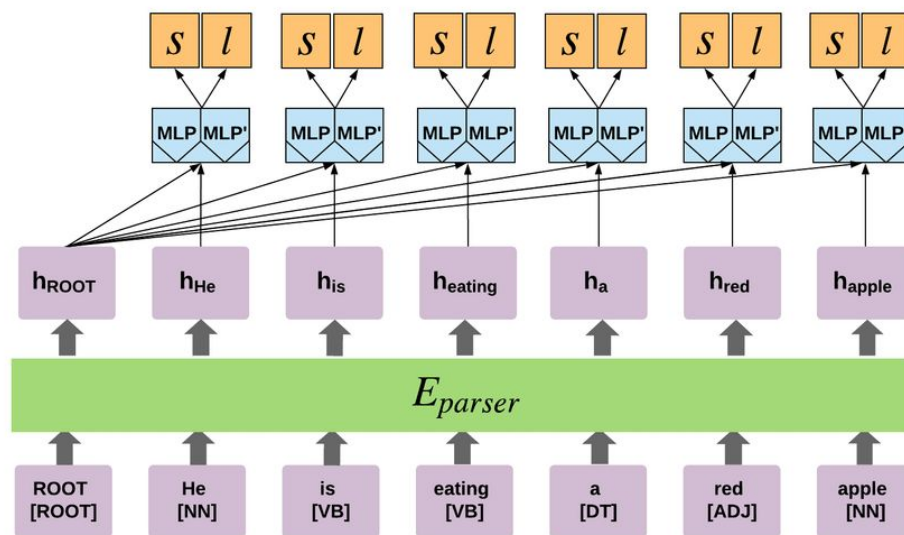 s l s l s l s l s l s l
MLP MLP' MLP MLP' MLP MLP' MLP MLP' MLP MLP' MLP MLP'
hROOT hHe his heating ha hred happle
Eparser
ROOT He is eating a red apple
[ROOT] [NN] [VB] [VB] [DT] [ADJ] [NN]